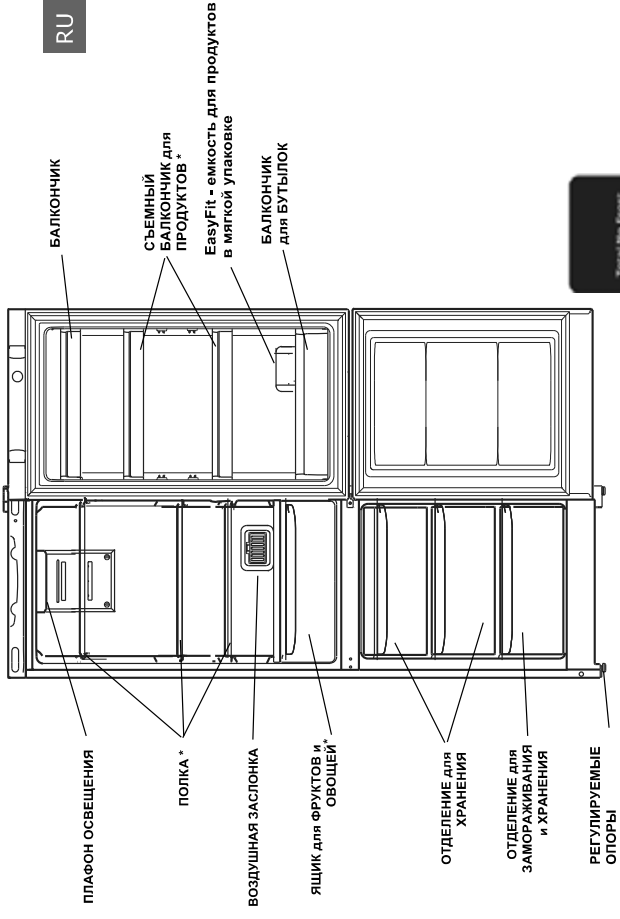 RU
БАЛКОНЧИК
СЪЕМНЫЙ
БАЛКОНЧИК для
ПРОДУКТОВ *
EasyFit - емкость для продуктов
в мягкой упаковке
БАЛКОНЧИК
для БУТЫЛОК
ПЛАФОН ОСВЕЩЕНИЯ
ПОЛКА *
ВОЗДУШНАЯ ЗАСЛОНКА
ЯЩИК для ФРУКТОВ и
ОВОЩЕЙ*
ОТДЕЛЕНИЕ для
ХРАНЕНИЯ
ОТДЕЛЕНИЕ для
ЗАМОРАЖИВАНИЯ
и ХРАНЕНИЯ
РЕГУЛИРУЕМЫЕ
ОПОРЫ